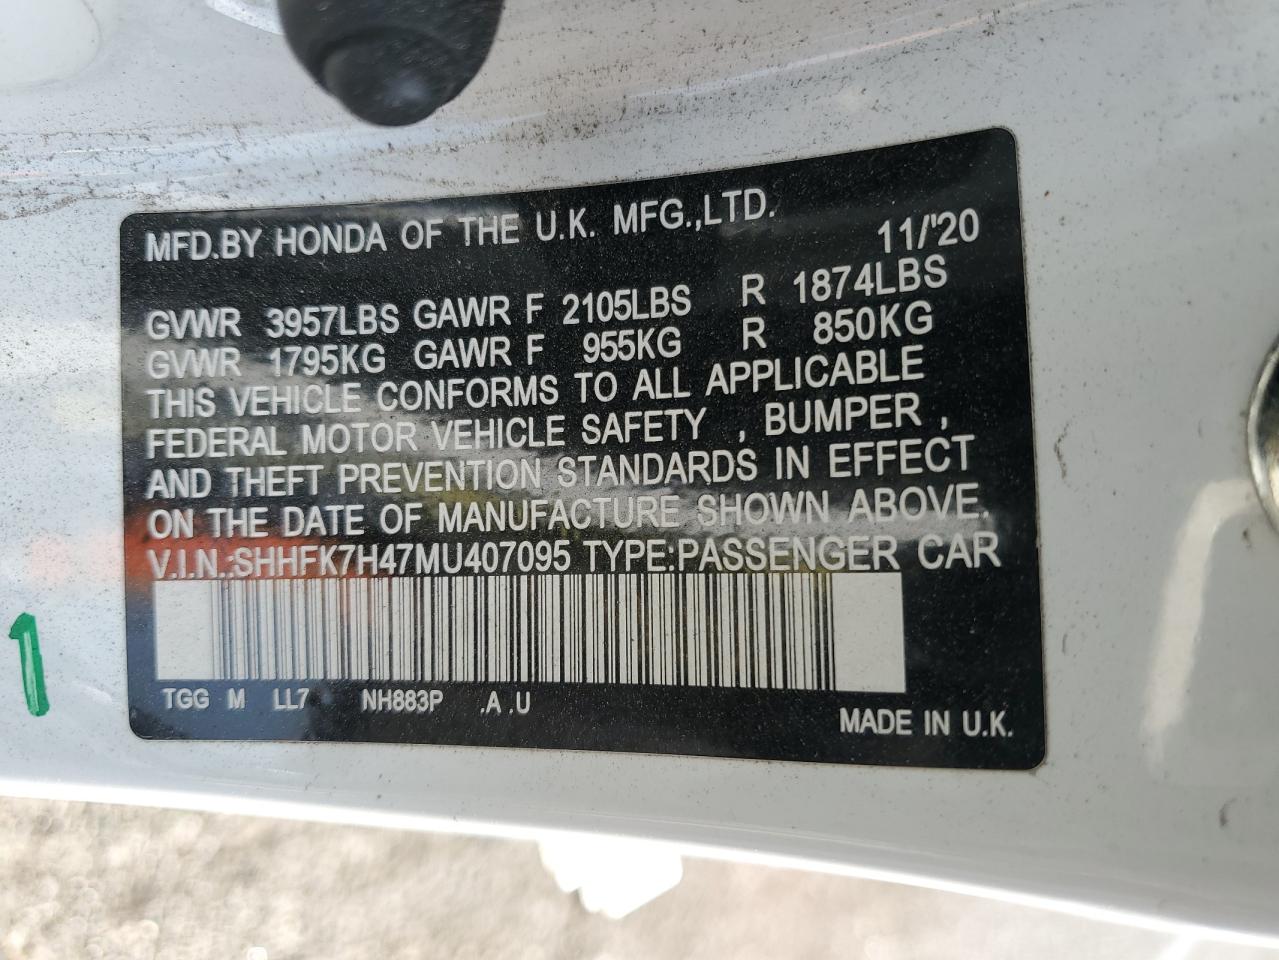 MFD.BY HONDA OF THE U.K. MFG.,LTD.
11/'20
GVWR 3957LBS GAWR F 2105LBS R 1874LBS
GVWR 1795KG GAWR F 955KG R 850KG
THIS VEHICLE CONFORMS TO ALL APPLICABLE
FEDERAL MOTOR VEHICLE SAFETY , BUMPER ,
AND THEFT PREVENTION STANDARDS IN EFFECT
ON THE DATE OF MANUFACTURE SHOWN ABOVE.
V.I.N.:SHHFK7H47MU407095 TYPE:PASSENGER CAR
TGG M LL7 NH883P .A .U
MADE IN U.K.
1